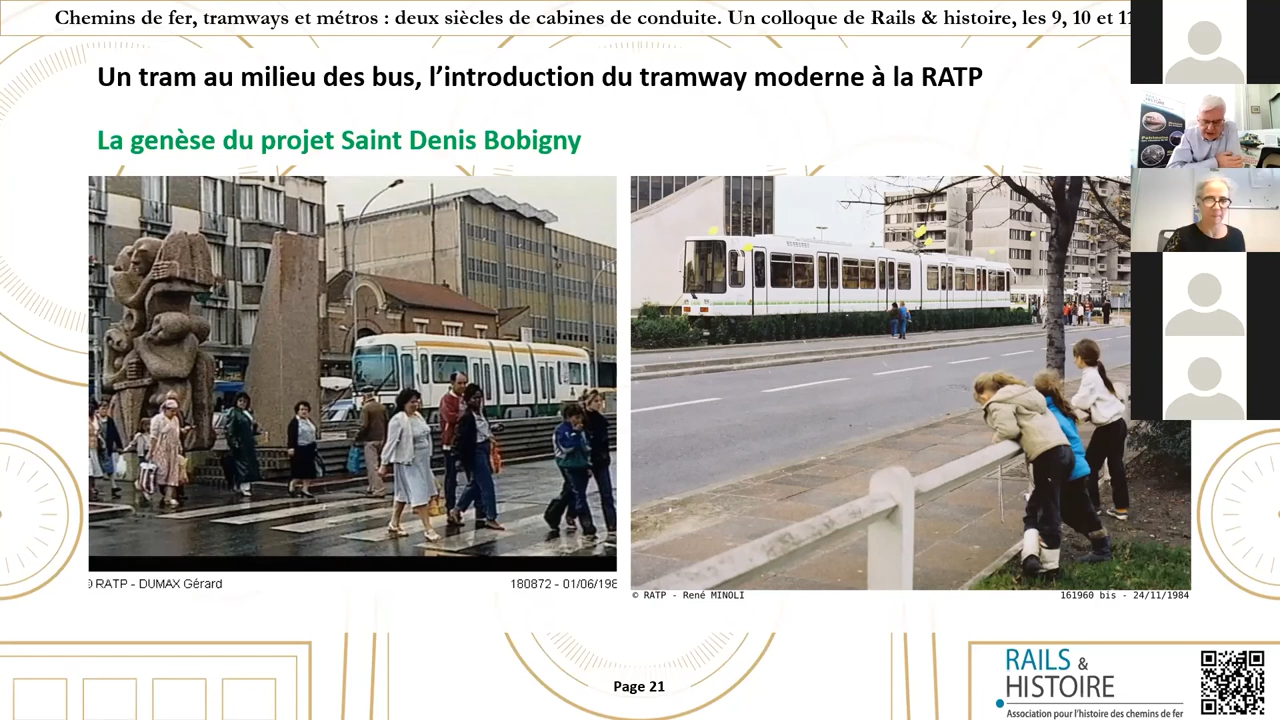 Chemins de fer, tramways et métros : deux siècles de cabines de conduite. Un colloque de Rails & histoire, les 9, 10 et 11
Un tram au milieu des bus, l’introduction du tramway moderne à la RATP
La genèse du projet Saint Denis Bobigny
RATP - DUMAX Gérard
180872 - 01/06/198
© RATP - René MINOLI
161960 bis - 24/11/1984
Page 21
RAILS &
HISTOIRE
Association pour l’histoire des chemins de fer